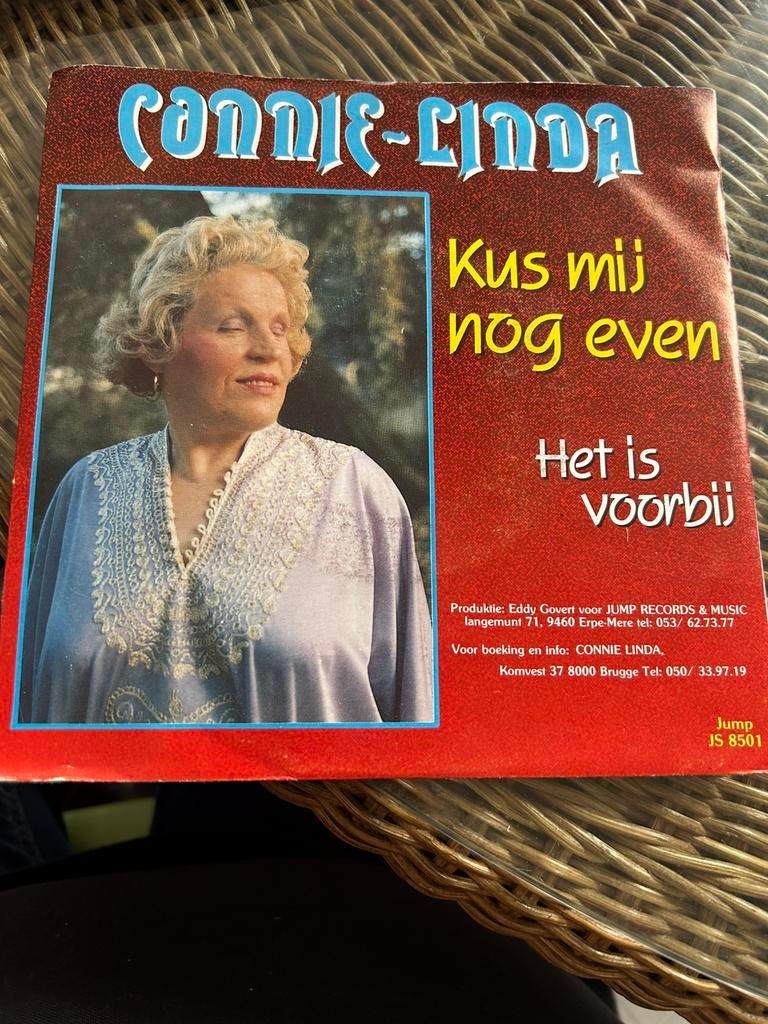 CONNIE-LINDA
Kus mij
nog even
Het is
voorbij
Produktie: Eddy Govert voor JUMP RECORDS & MUSIC
langemunt 71, 9460 Erpe-Mere tel: 053/ 62.73.77
Voor boeking en info: CONNIE LINDA,
Komvest 37 8000 Brugge Tel: 050/ 33.97.19
Jump
JS 8501